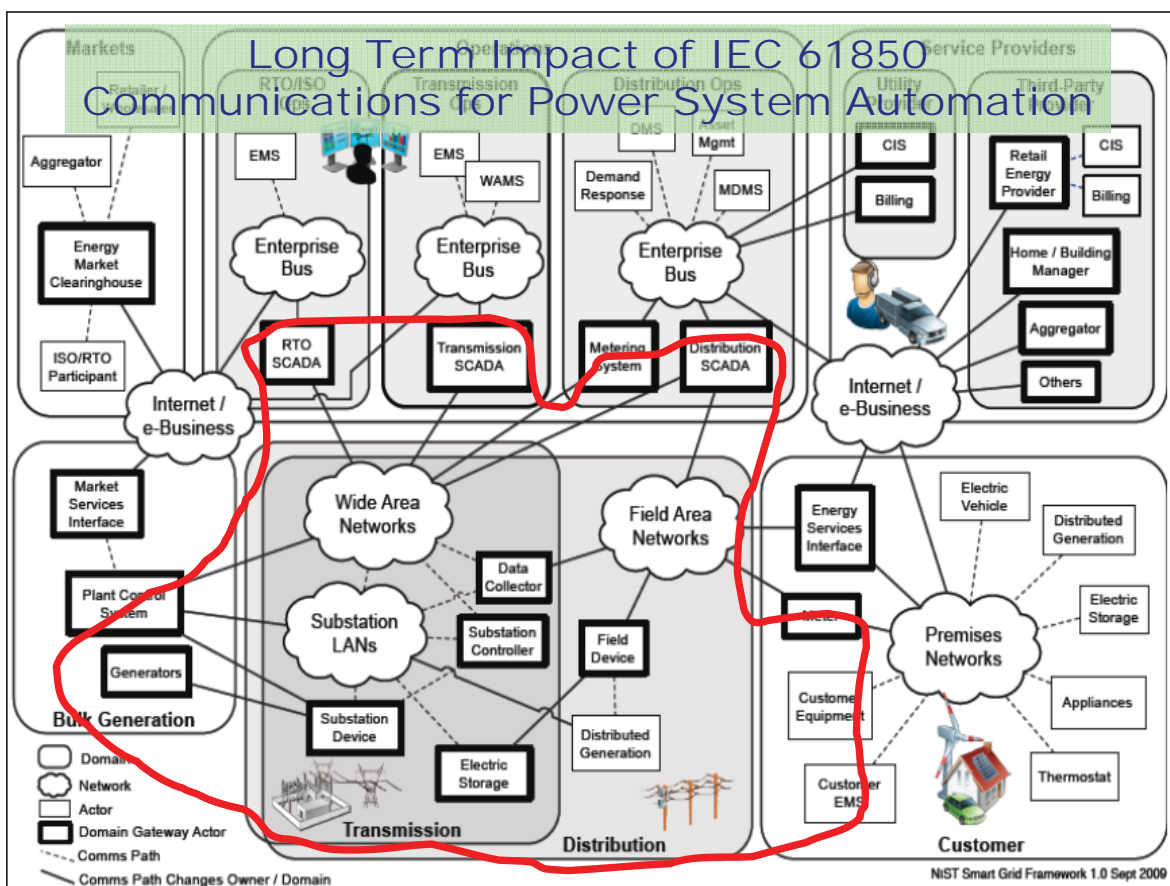 Long Term Impact of IEC 61850
Communications for Power System Automation
Markets
Operations
Service Providers
Retailer /
Aggregator
Energy
Market
Clearinghouse
ISO/RTO
Participant
RTO/ISO
Ops
EMS
Enterprise
Bus
RTO
SCADA
Transmission
Ops
EMS
WAMS
Enterprise
Bus
Transmission
SCADA
Distribution Ops
DMS
Asset
Mgmt
Demand
Response
MDMS
Enterprise
Bus
Metering
System
Distribution
SCADA
Utility
Provider
CIS
Billing
Third-Party
Provider
Retail
Energy
Provider
CIS
Billing
Home / Building
Manager
Aggregator
Others
Internet /
e-Business
Internet /
e-Business
Market
Services
Interface
Plant Control
System
Generators
Bulk Generation
Wide Area
Networks
Substation
LANs
Data
Collector
Substation
Controller
Substation
Device
Electric
Storage
Transmission
Field Area
Networks
Field
Device
Distributed
Generation
Distribution
Energy
Services
Interface
Meter
Customer
Equipment
Customer
EMS
Premises
Networks
Electric
Vehicle
Distributed
Generation
Electric
Storage
Appliances
Thermostat
Customer
Domain
Network
Actor
Domain Gateway Actor
Comms Path
Comms Path Changes Owner / Domain
NIST Smart Grid Framework 1.0 Sept 2009